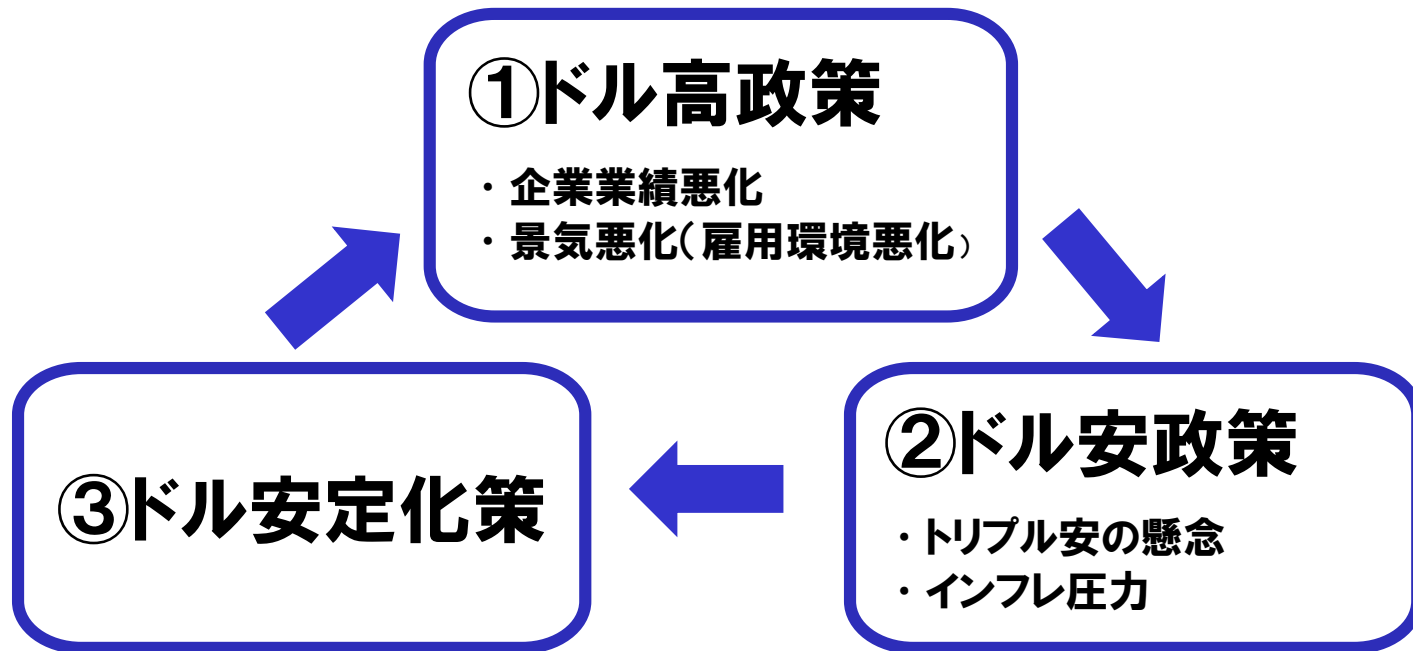 ①ドル高政策
・企業業績悪化
・景気悪化(雇用環境悪化)
②ドル安政策
・トリプル安の懸念
・インフレ圧力
③ドル安定化策